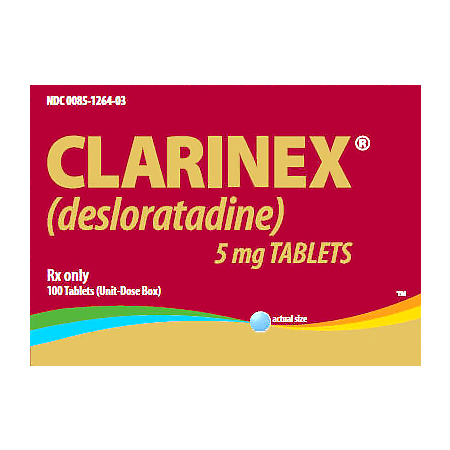 NDC 0085-1264-03
CLARINEX®
(desloratadine)
5 mg TABLETS
Rx only
100 Tablets (Unit-Dose Box)
TM
actual size